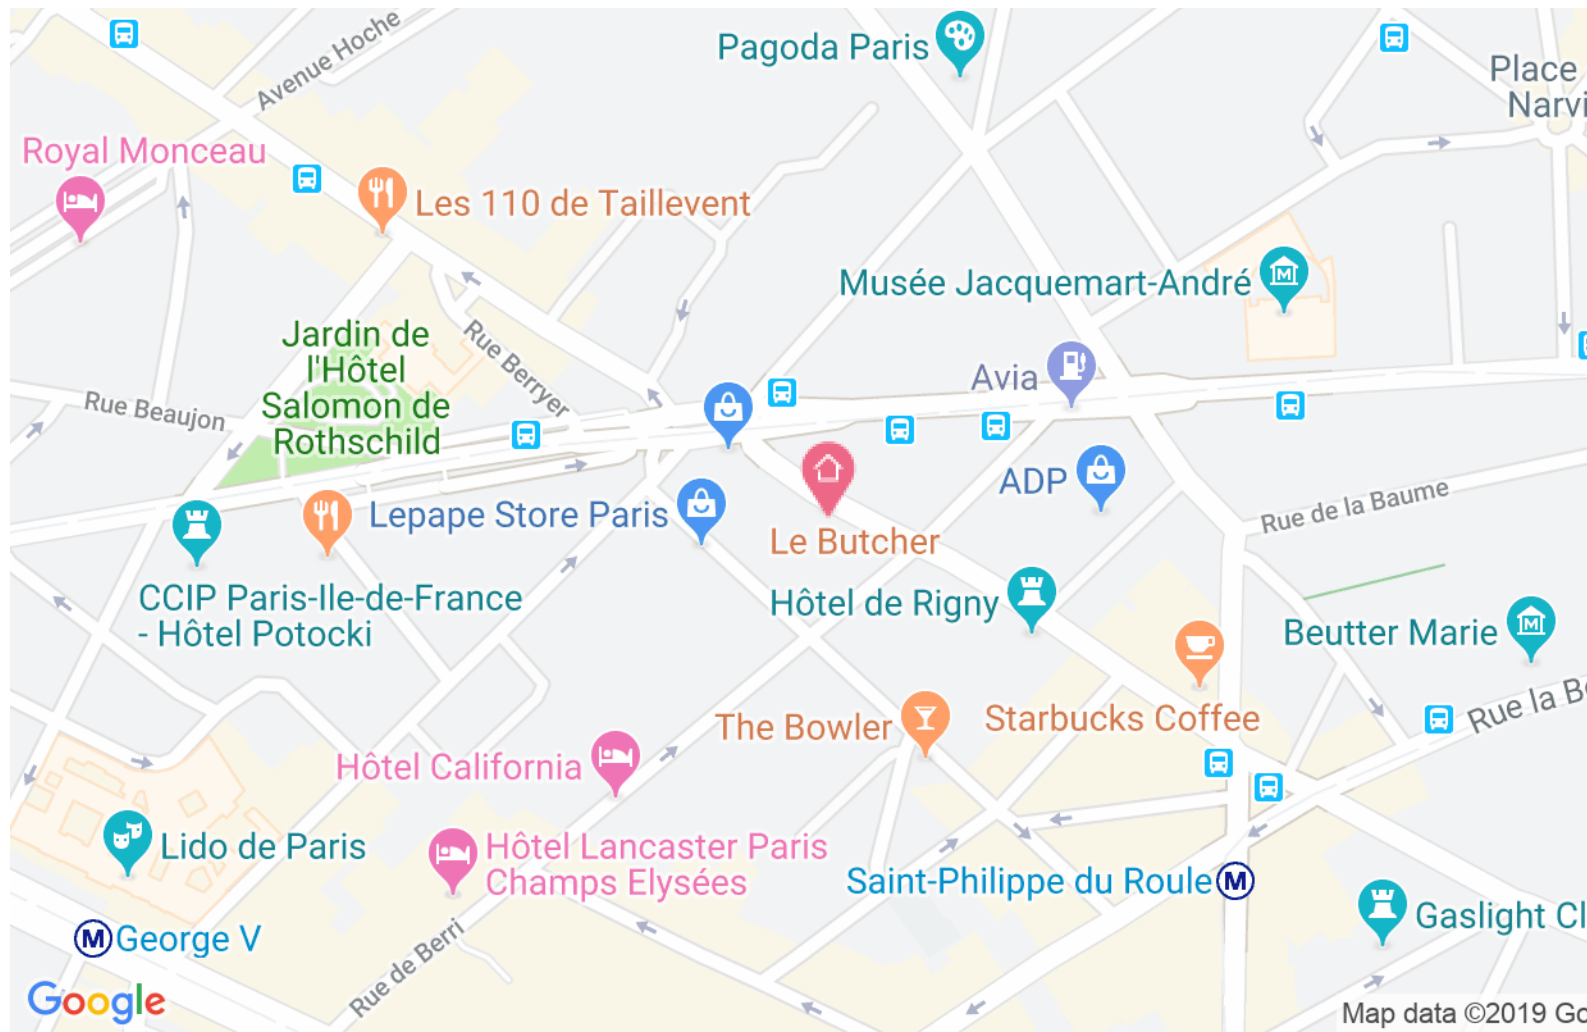 Avenue Hoche
Pagoda Paris
Place
Narvi
Royal Monceau
Les 110 de Taillevent
Musée Jacquemart-André
Jardin de
l'Hôtel
Salomon de
Rothschild
Rue Berryer
Avia
Rue Beaujon
ADP
Lepape Store Paris
Le Butcher
Rue de la Baume
CCIP Paris-Ile-de-France
- Hôtel Potocki
Hôtel de Rigny
Beutter Marie
The Bowler
Starbucks Coffee
Rue la Bo
Hôtel California
Lido de Paris
Hôtel Lancaster Paris
Champs Elysées
Saint-Philippe du Roule M
Gaslight Cl
M George V
Rue de Berri
Google
Map data ©2019 Go